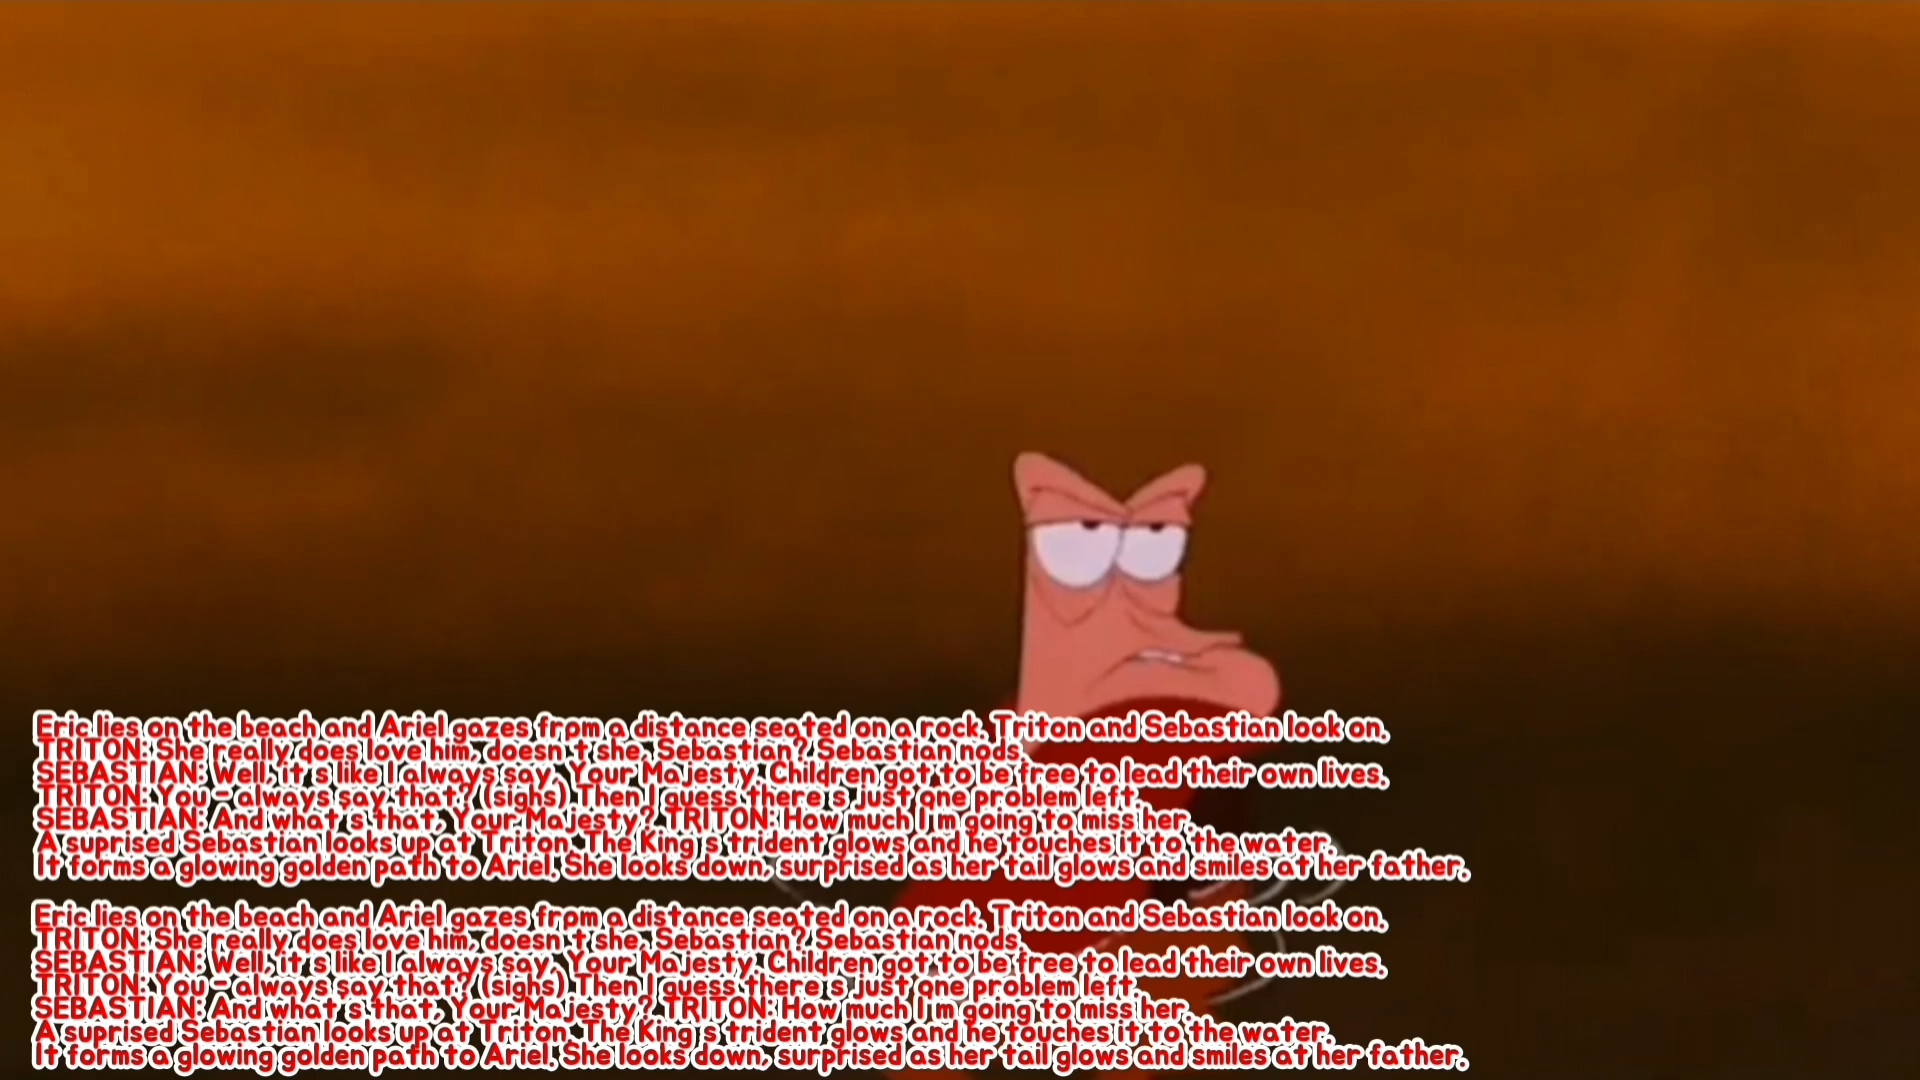 Eric lies on the beach and Ariel gazes from a distance seated on a rock. Triton and Sebastian look on.
TRITON: She really does love him, doesn t she, Sebastian? Sebastian nods.
SEBASTIAN: Well, it s like I always say, Your Majesty. Children got to be free to lead their own lives.
TRITON: You - always say that? (sighs) Then I guess there s just one problem left.
SEBASTIAN: And what s that, Your Majesty? TRITON: How much I m going to miss her.
A suprised Sebastian looks up at Triton. The King s trident glows and he touches it to the water.
It forms a glowing golden path to Ariel. She looks down, surprised as her tail glows and smiles at her father.
Eric lies on the beach and Ariel gazes from a distance seated on a rock. Triton and Sebastian look on.
TRITON: She really does love him, doesn t she, Sebastian? Sebastian nods.
SEBASTIAN: Well, it s like I always say, Your Majesty. Children got to be free to lead their own lives.
TRITON: You - always say that? (sighs) Then I guess there s just one problem left.
SEBASTIAN: And what s that, Your Majesty? TRITON: How much I m going to miss her.
A suprised Sebastian looks up at Triton. The King s trident glows and he touches it to the water.
It forms a glowing golden path to Ariel. She looks down, surprised as her tail glows and smiles at her father.